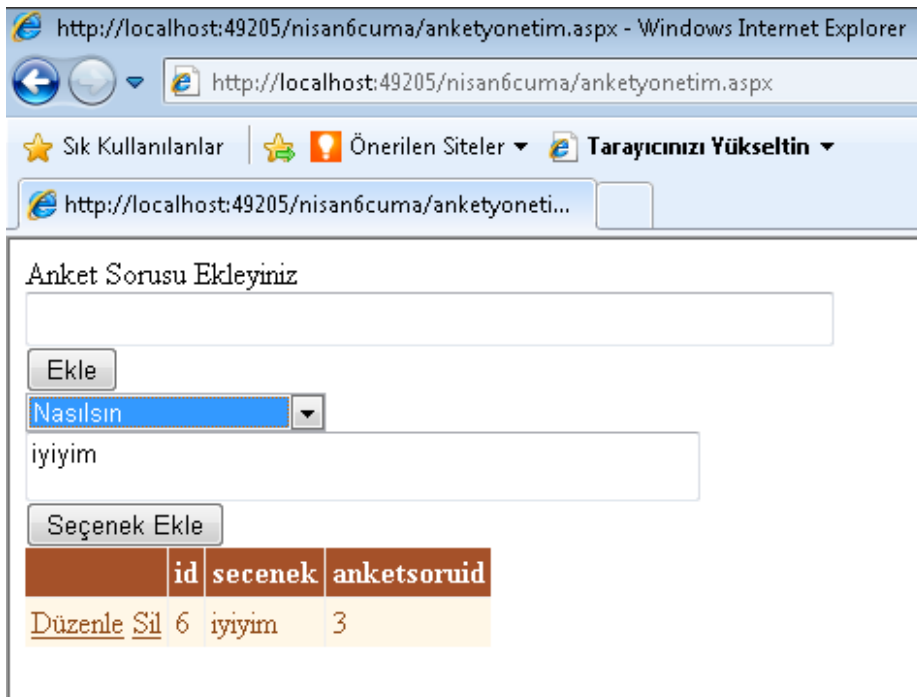 http://localhost:49205/nisan6cuma/anketyonetim.aspx - Windows Internet Explorer
http://localhost:49205/nisan6cuma/anketyonetim.aspx
Sık Kullanılanlar Önerilen Siteler Tarayıcınızı Yükseltin
http://localhost:49205/nisan6cuma/anketyoneti...
Anket Sorusu Ekleyiniz
Ekle
Nasılsın
iyiyim
Seçenek Ekle
id secenek anketsoruid
Düzenle Sil 6 iyiyim 3